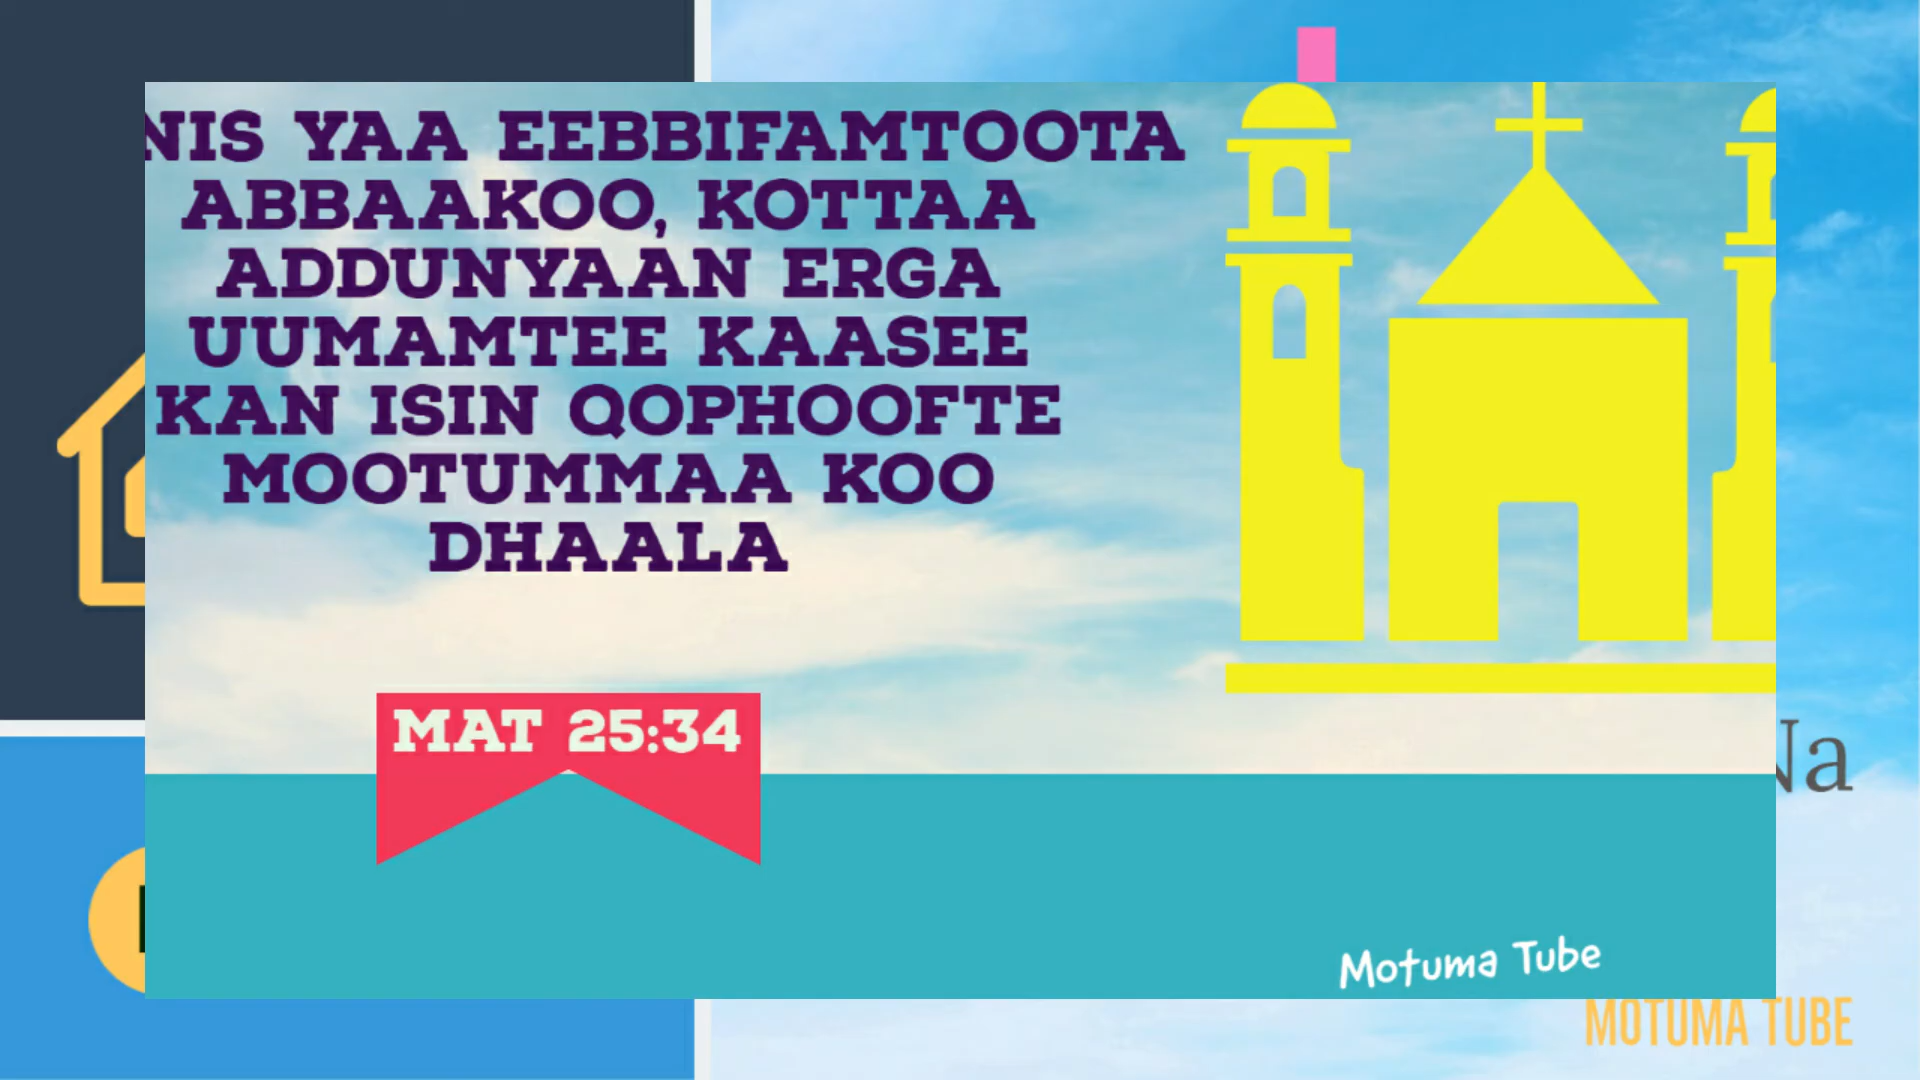 NIS YAA EEBBIFAMTOOTA
ABBAAKOO, KOTTAA
ADDUNYAAN ERGA
UUMAMTEE KAASEE
KAN ISIN QOPHOOFTE
MOOTUMMAA KOO
DHAALA
MAT 25:34
Na
Motuma Tube
MOTUMA TUBE